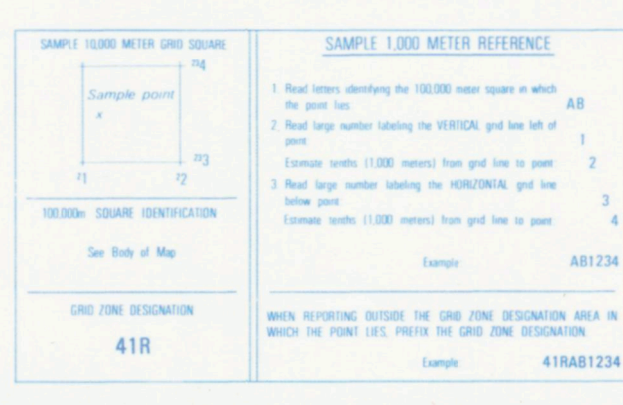 SAMPLE 10,000 METER GRID SQUARE
²³4
Sample point
x
²³3
²1
²2
100,000m SQUARE IDENTIFICATION
See Body of Map
GRID ZONE DESIGNATION
41R
SAMPLE 1,000 METER REFERENCE
1. Read letters identifying the 100,000 meter square in which
the point lies AB
2. Read large number labeling the VERTICAL grid line left of
point 1
Estimate tenths (1,000 meters) from grid line to point: 2
3. Read large number labeling the HORIZONTAL grid line
below point 3
Estimate tenths (1,000 meters) from grid line to point: 4
Example: AB1234
WHEN REPORTING OUTSIDE THE GRID ZONE DESIGNATION AREA IN
WHICH THE POINT LIES, PREFIX THE GRID ZONE DESIGNATION.
Example: 41RAB1234